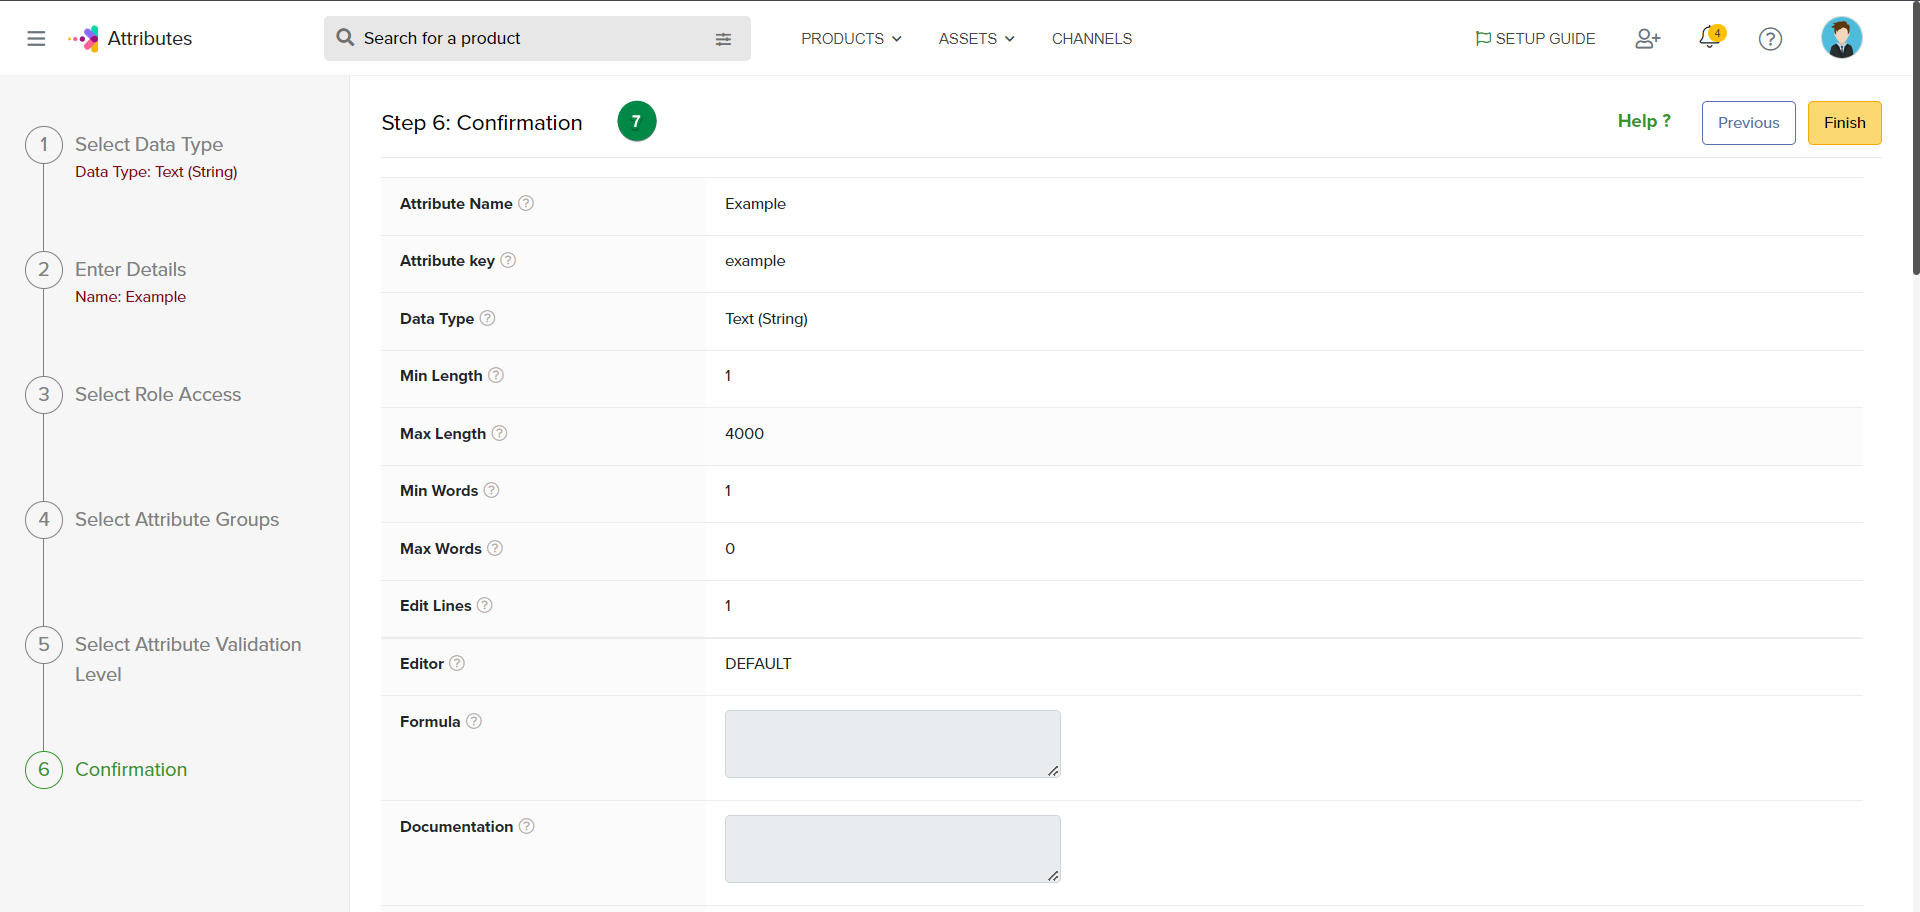 Attributes
Search for a product
PRODUCTS
ASSETS
CHANNELS
SETUP GUIDE
4
?
1
Select Data Type
Data Type: Text (String)
2
Enter Details
Name: Example
3
Select Role Access
4
Select Attribute Groups
5
Select Attribute Validation
Level
6
Confirmation
Step 6: Confirmation
7
Help ?
Previous
Finish
Attribute Name ?
Example
Attribute key ?
example
Data Type ?
Text (String)
Min Length ?
1
Max Length ?
4000
Min Words ?
1
Max Words ?
0
Edit Lines ?
1
Editor ?
DEFAULT
Formula ?
Documentation ?